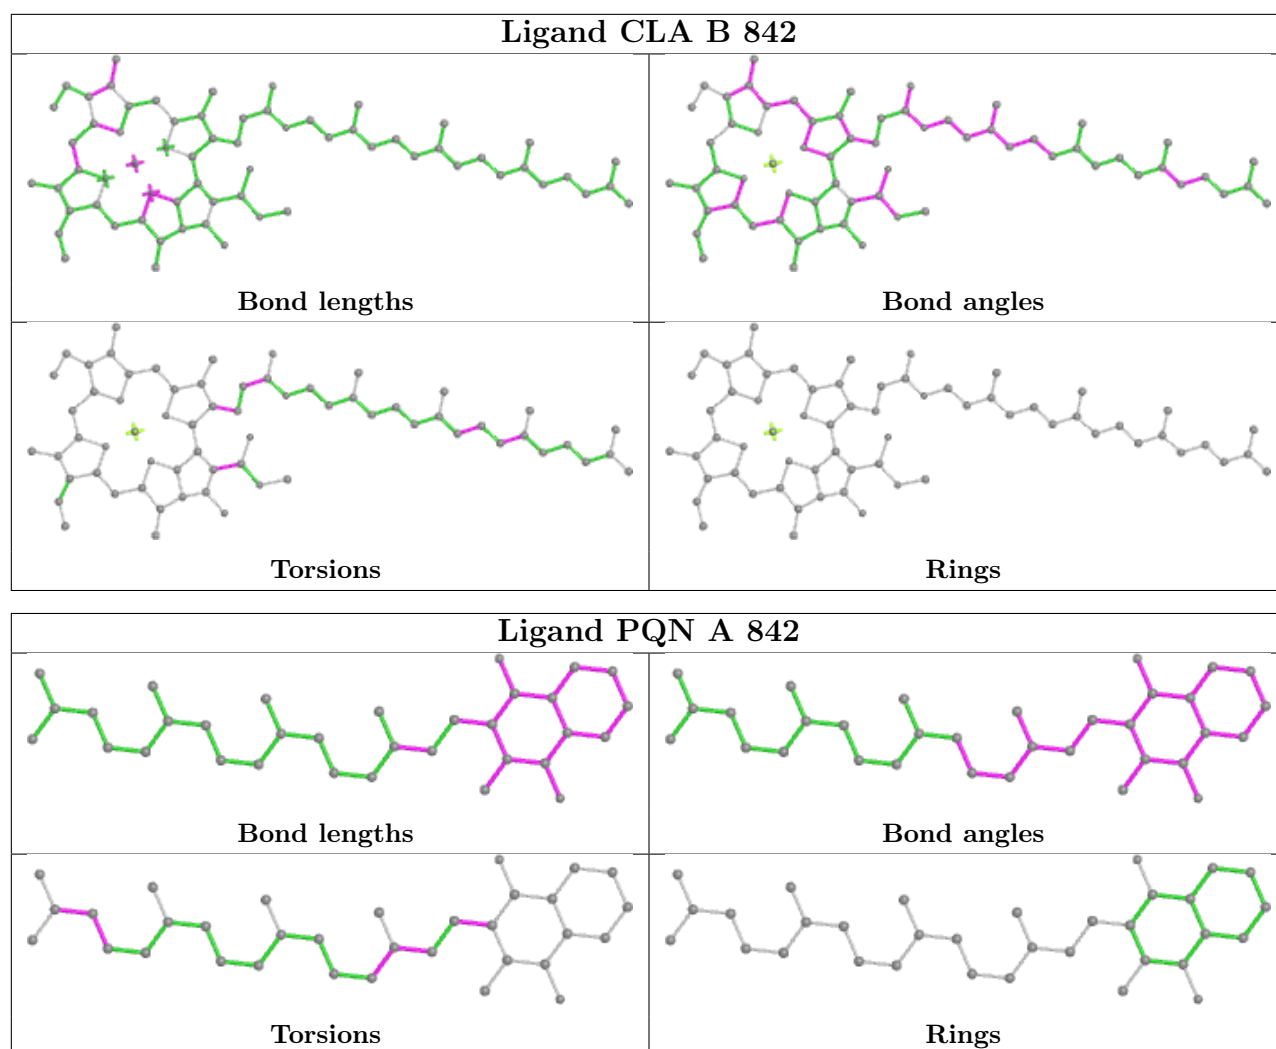 Ligand CLA B 842
Bond lengths
Bond angles
Torsions
Rings
Ligand PQN A 842
Bond lengths
Bond angles
Torsions
Rings